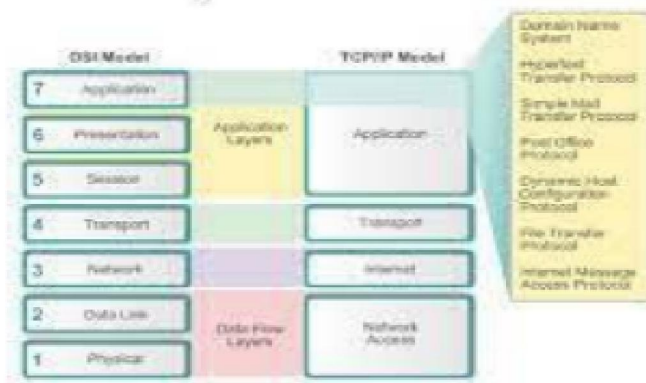 OSI Model
TCP/IP Model
7 Application
6 Presentation
5 Session
4 Transport
3 Network
2 Data Link
1 Physical
Application
Layers
Data Flow
Layers
Application
Transport
Internet
Network
Access
Domain Name
System
Hypertext
Transfer Protocol
Simple Mail
Transfer Protocol
Post Office
Protocol
Dynamic Host
Configuration
Protocol
File Transfer
Protocol
Internet Message
Access Protocol